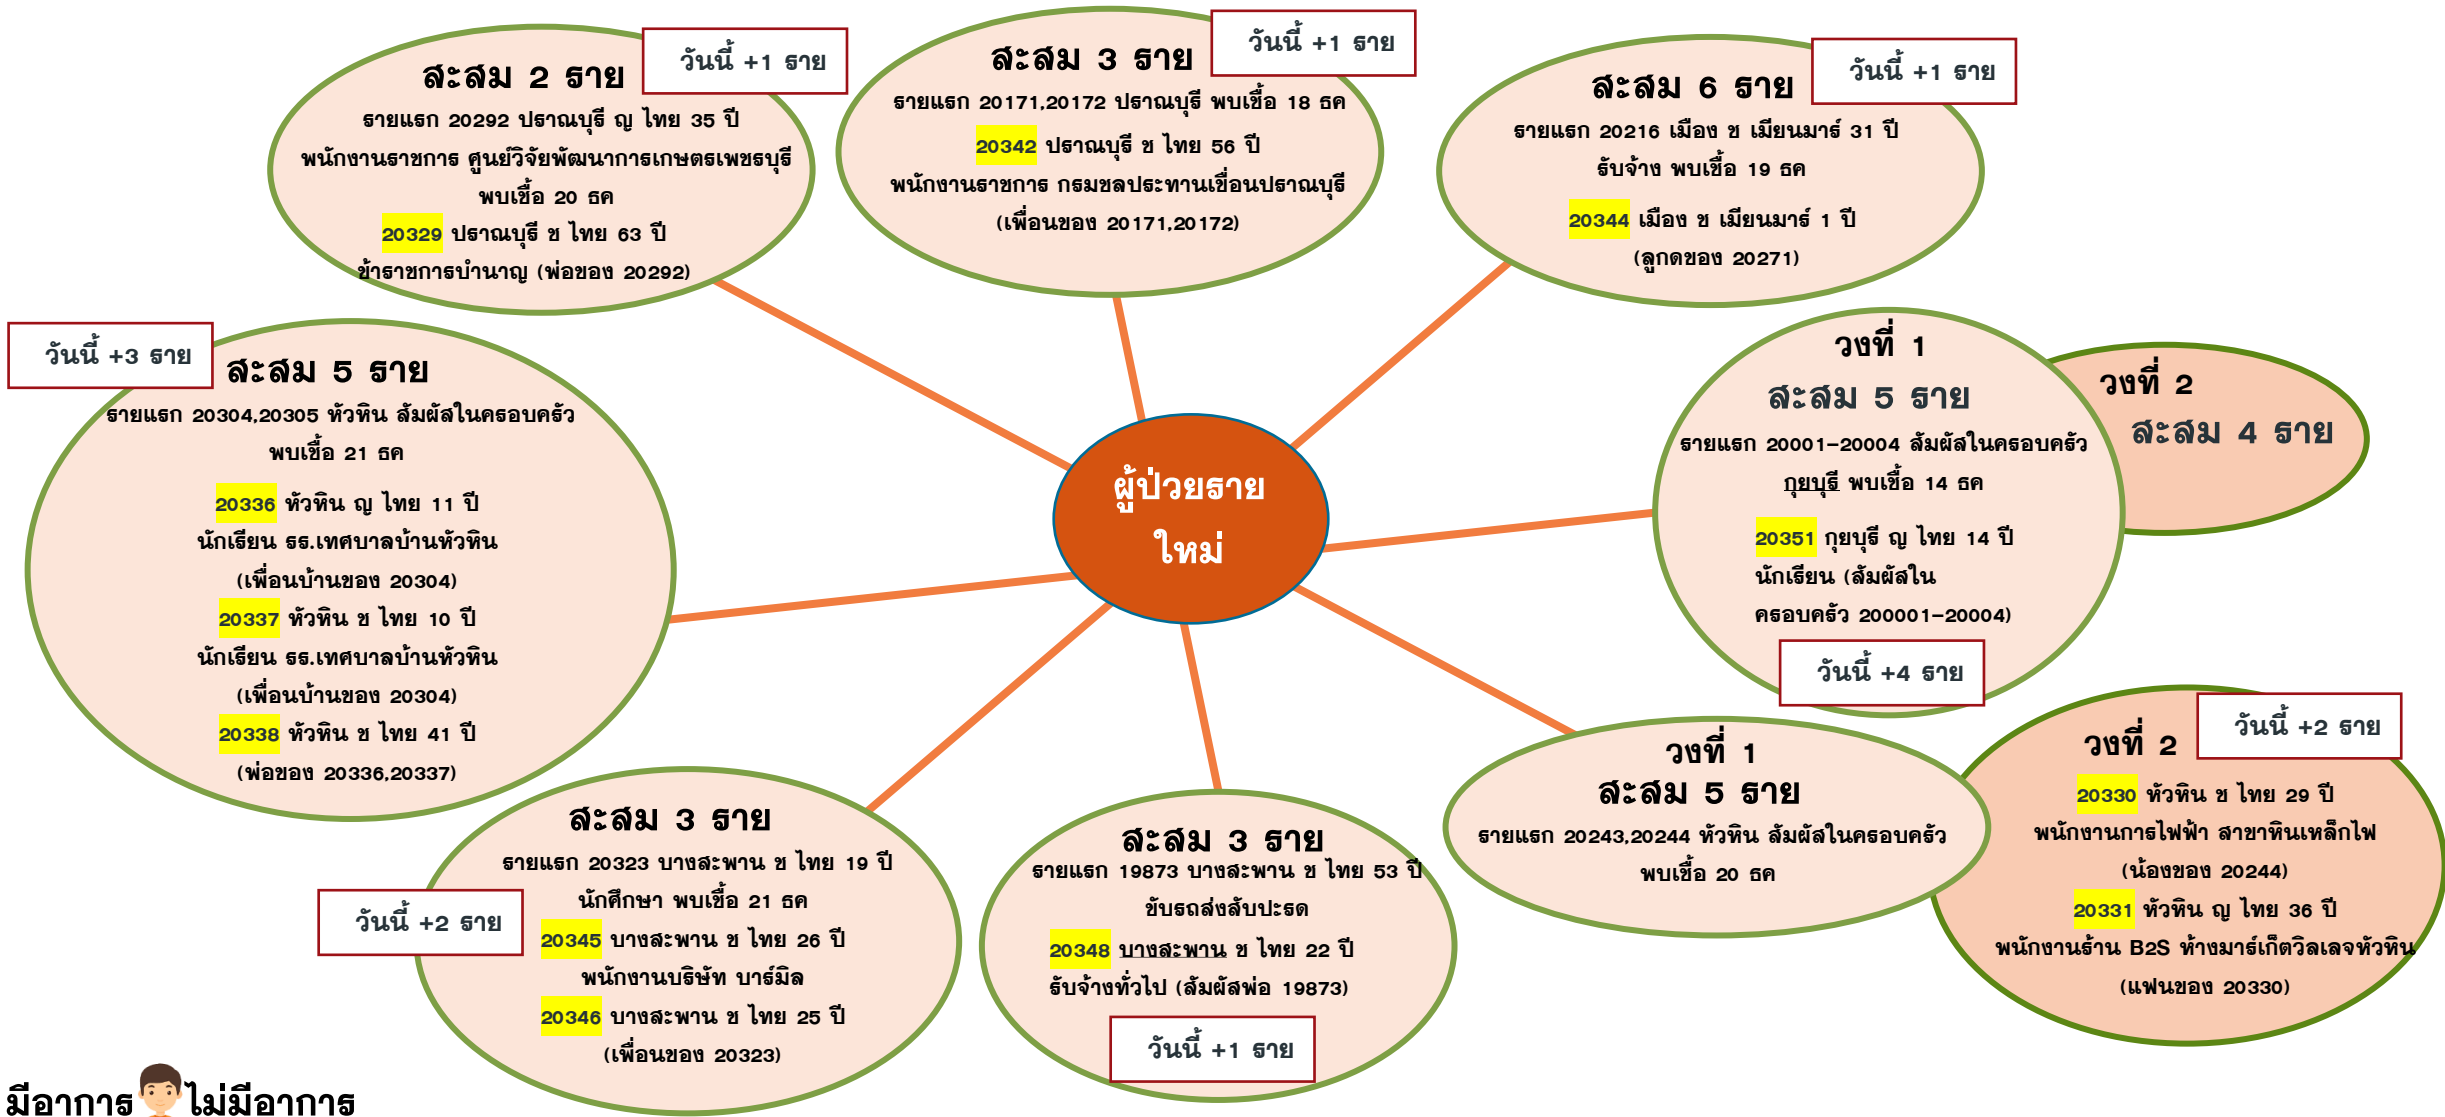 วันนี้ +1 ราย
สะสม 2 ราย
รายแรก 20292 ปราณบุรี ญ ไทย 35 ปี
พนักงานราชการ ศูนย์วิจัยพัฒนาการเกษตรเพชรบุรี
พบเชื้อ 20 ธค
20329 ปราณบุรี ช ไทย 63 ปี
ข้าราชการบำนาญ (พ่อของ 20292)
วันนี้ +1 ราย
สะสม 3 ราย
รายแรก 20171,20172 ปราณบุรี พบเชื้อ 18 ธค
20342 ปราณบุรี ช ไทย 56 ปี
พนักงานราชการ กรมชลประทานเขื่อนปราณบุรี
(เพื่อนของ 20171,20172)
วันนี้ +1 ราย
สะสม 6 ราย
รายแรก 20216 เมือง ช เมียนมาร์ 31 ปี
รับจ้าง พบเชื้อ 19 ธค
20344 เมือง ช เมียนมาร์ 1 ปี
(ลูกดของ 20271)
วันนี้ +3 ราย
สะสม 5 ราย
รายแรก 20304,20305 หัวหิน สัมผัสในครอบครัว
พบเชื้อ 21 ธค
20336 หัวหิน ญ ไทย 11 ปี
นักเรียน รร.เทศบาลบ้านหัวหิน
(เพื่อนบ้านของ 20304)
20337 หัวหิน ช ไทย 10 ปี
นักเรียน รร.เทศบาลบ้านหัวหิน
(เพื่อนบ้านของ 20304)
20338 หัวหิน ช ไทย 41 ปี
(พ่อของ 20336,20337)
ผู้ป่วยราย
ใหม่
วงที่ 1
สะสม 5 ราย
รายแรก 20001-20004 สัมผัสในครอบครัว
กุยบุรี พบเชื้อ 14 ธค
20351 กุยบุรี ญ ไทย 14 ปี
นักเรียน (สัมผัสใน
ครอบครัว 200001-20004)
วันนี้ +4 ราย
วงที่ 2
สะสม 4 ราย
วันนี้ +2 ราย
สะสม 3 ราย
รายแรก 20323 บางสะพาน ช ไทย 19 ปี
นักศึกษา พบเชื้อ 21 ธค
20345 บางสะพาน ช ไทย 26 ปี
พนักงานบริษัท บาร์มิล
20346 บางสะพาน ช ไทย 25 ปี
(เพื่อนของ 20323)
สะสม 3 ราย
รายแรก 19873 บางสะพาน ช ไทย 53 ปี
ขับรถส่งสับปะรด
20348 บางสะพาน ช ไทย 22 ปี
รับจ้างทั่วไป (สัมผัสพ่อ 19873)
วันนี้ +1 ราย
วงที่ 1
สะสม 5 ราย
รายแรก 20243,20244 หัวหิน สัมผัสในครอบครัว
พบเชื้อ 20 ธค
วันนี้ +2 ราย
วงที่ 2
20330 หัวหิน ช ไทย 29 ปี
พนักงานการไฟฟ้า สาขาหินเหล็กไฟ
(น้องของ 20244)
20331 หัวหิน ญ ไทย 36 ปี
พนักงานร้าน B2S ห้างมาร์เก็ตวิลเลจหัวหิน
(แฟนของ 20330)
มีอาการ ไม่มีอาการ